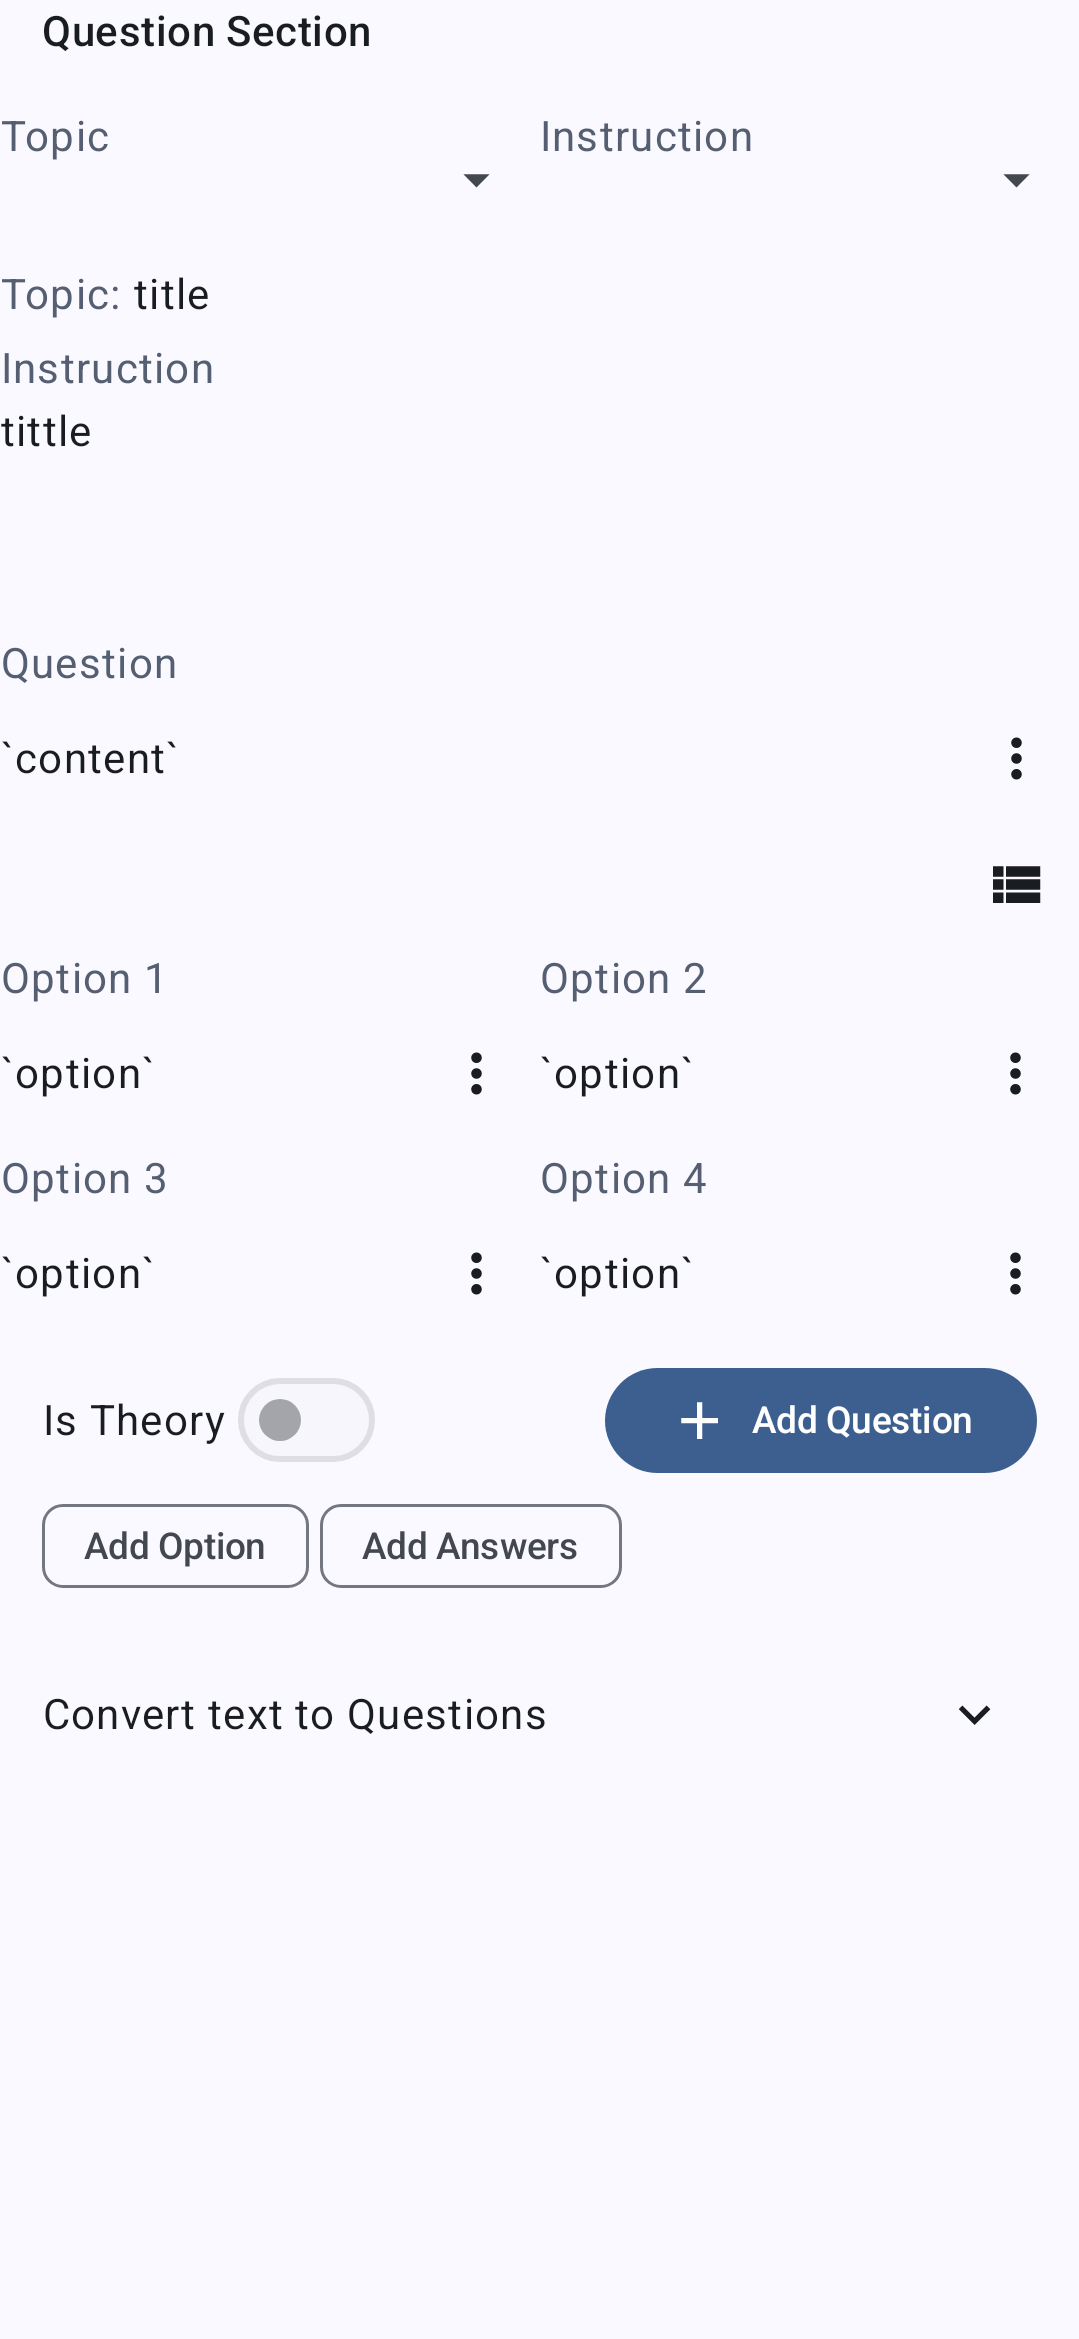 Question Section
Topic Instruction
Topic: title
Instruction
tittle
Question
`content`
Option 1 Option 2
`option` `option`
Option 3 Option 4
`option` `option`
Is Theory Add Question
Add Option Add Answers
Convert text to Questions